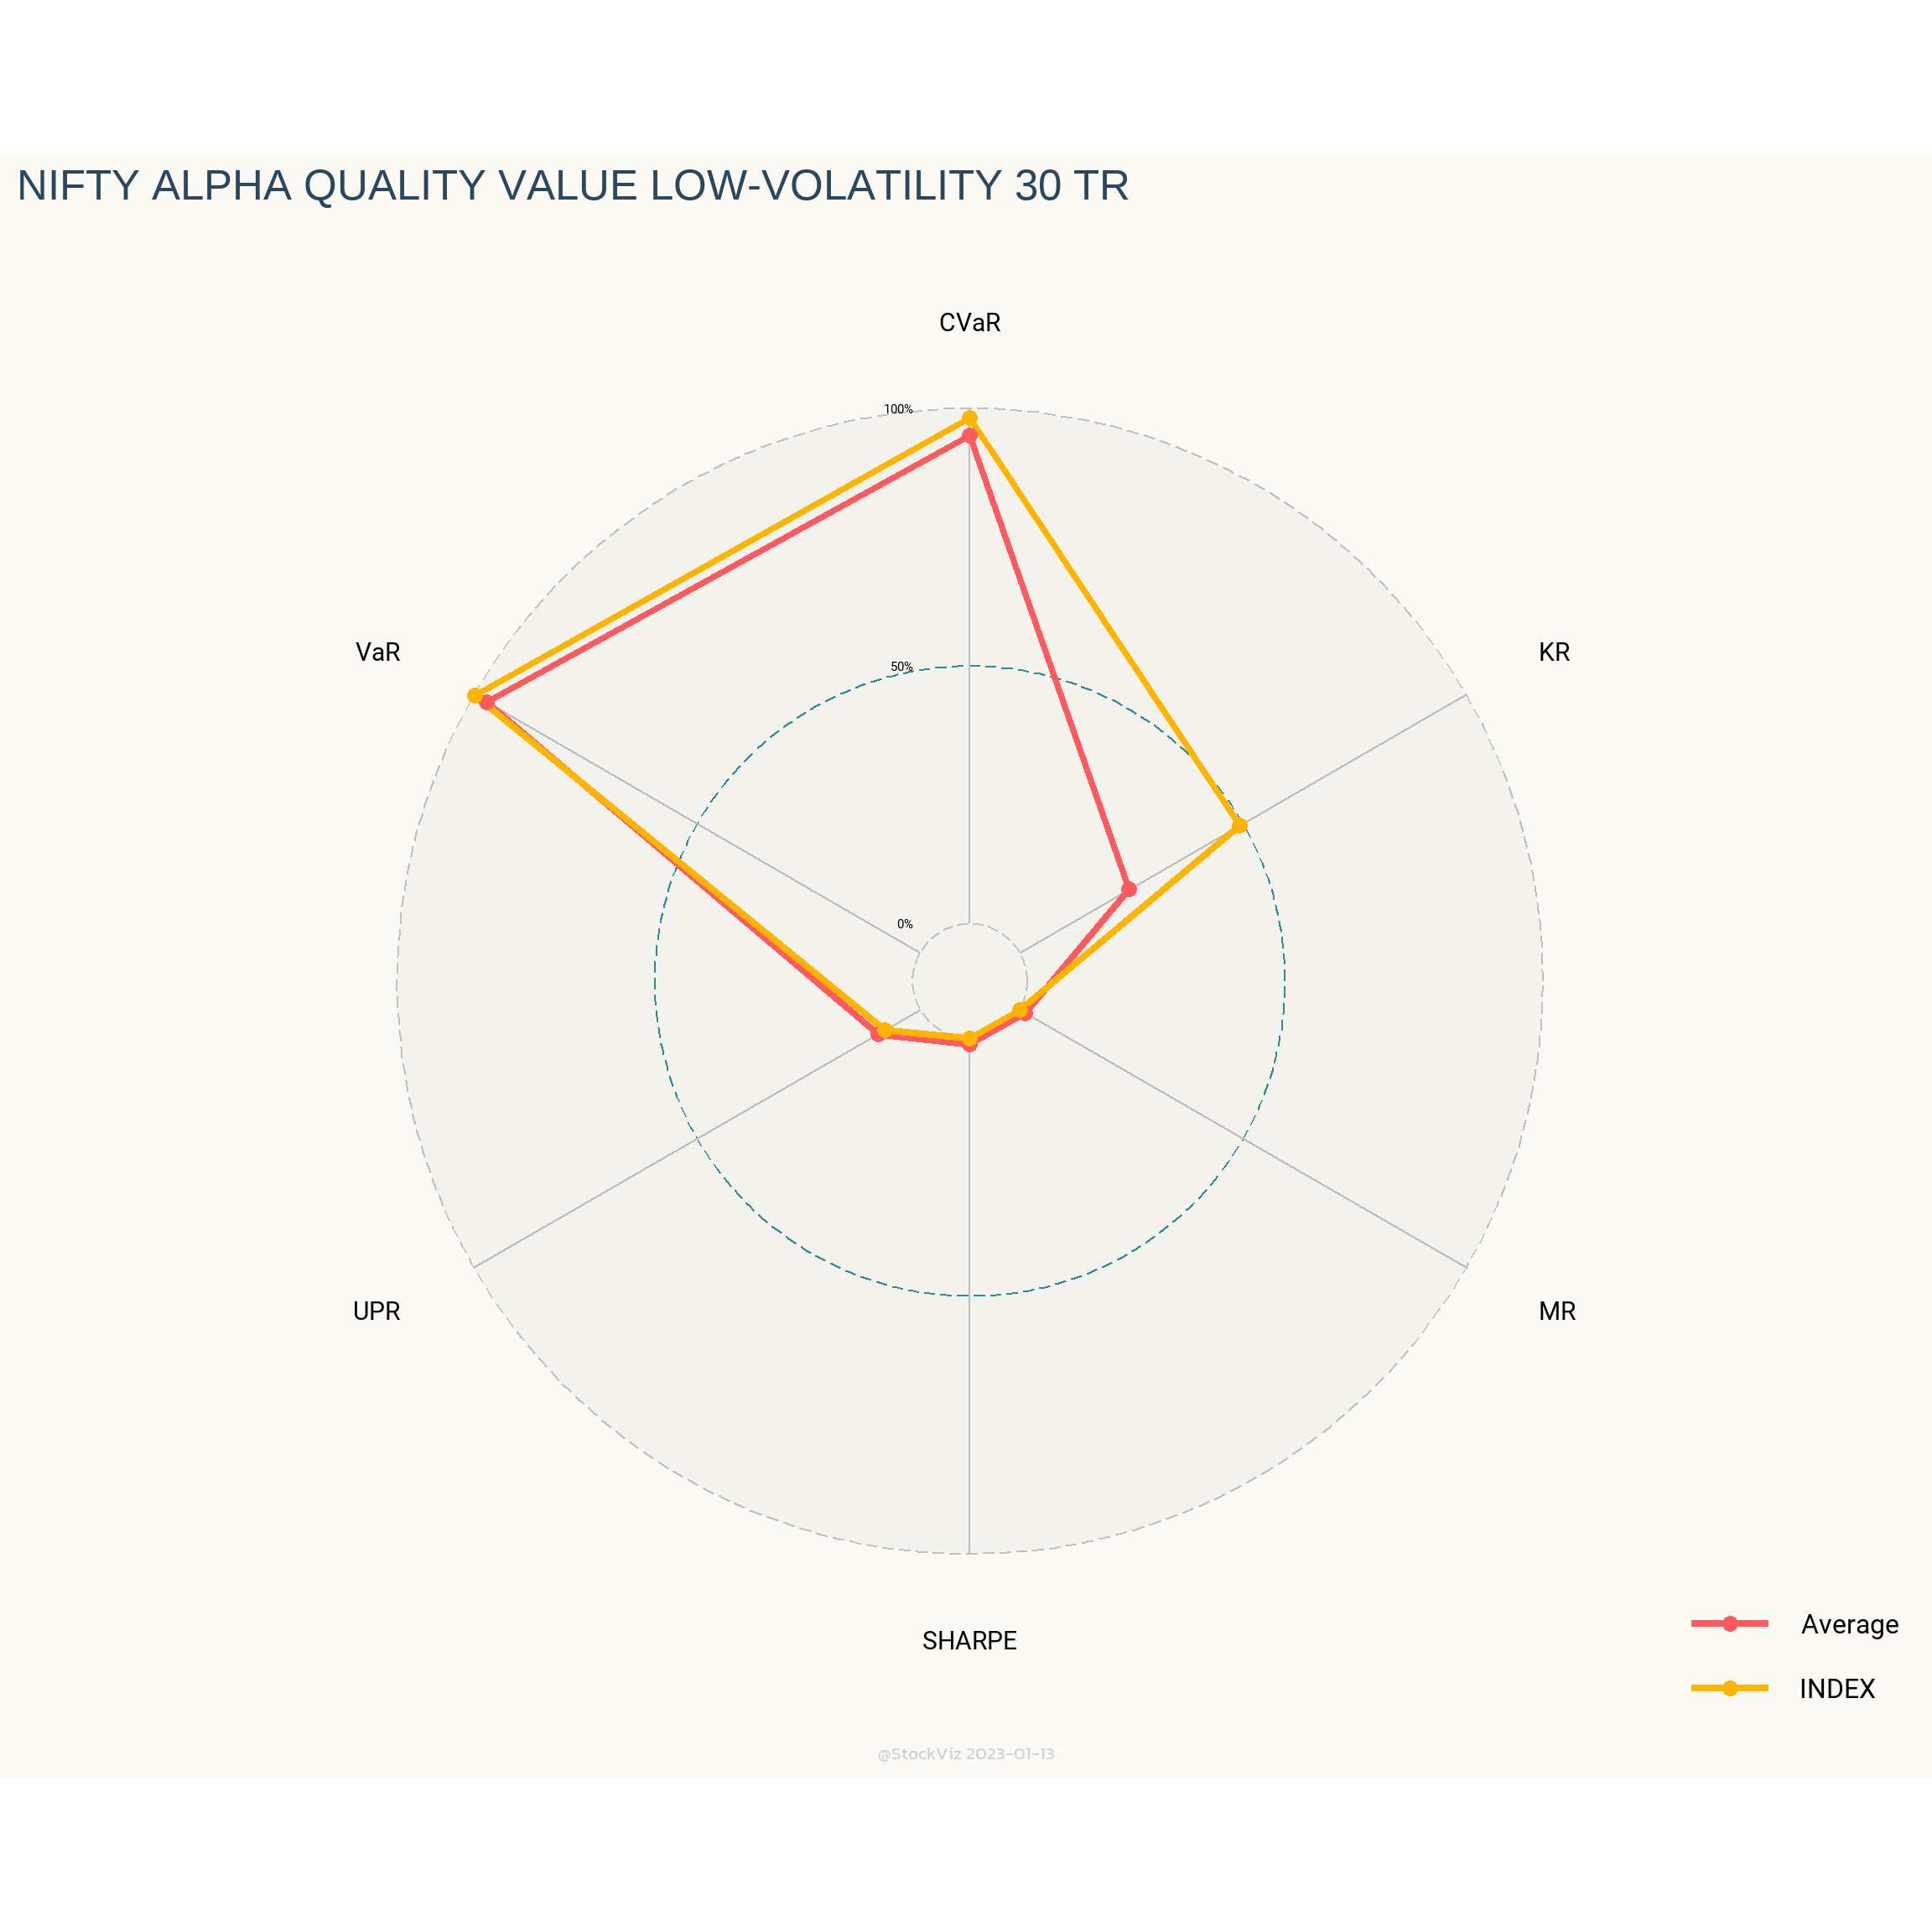 NIFTY ALPHA QUALITY VALUE LOW-VOLATILITY 30 TR
CVaR
100%
VaR
KR
50%
0%
UPR
MR
SHARPE
Average
INDEX
@StockViz 2023-01-13